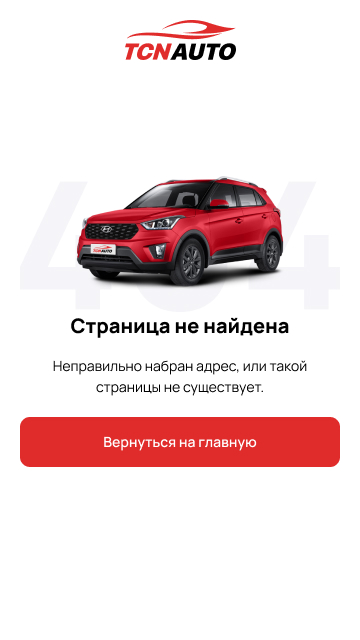 TCNAUTO
404
Страница не найдена
Неправильно набран адрес, или такой
страницы не существует.
Вернуться на главную